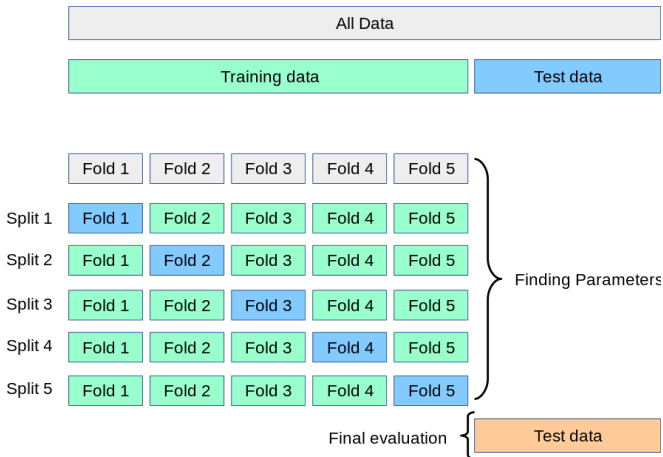 All Data
Training data Test data
Fold 1 Fold 2 Fold 3 Fold 4 Fold 5
Split 1 Fold 1 Fold 2 Fold 3 Fold 4 Fold 5
Split 2 Fold 1 Fold 2 Fold 3 Fold 4 Fold 5
Finding Parameters
Split 3 Fold 1 Fold 2 Fold 3 Fold 4 Fold 5
Split 4 Fold 1 Fold 2 Fold 3 Fold 4 Fold 5
Split 5 Fold 1 Fold 2 Fold 3 Fold 4 Fold 5
Final evaluation Test data